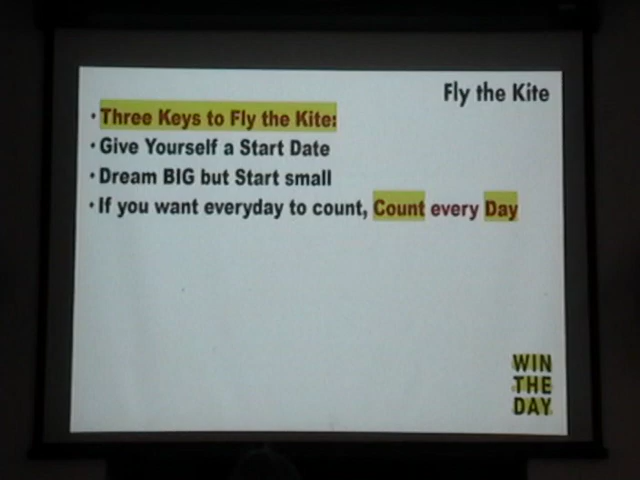 Fly the Kite
• Three Keys to Fly the Kite:
• Give Yourself a Start Date
• Dream BIG but Start small
• If you want everyday to count, Count every Day
WIN
THE
DAY